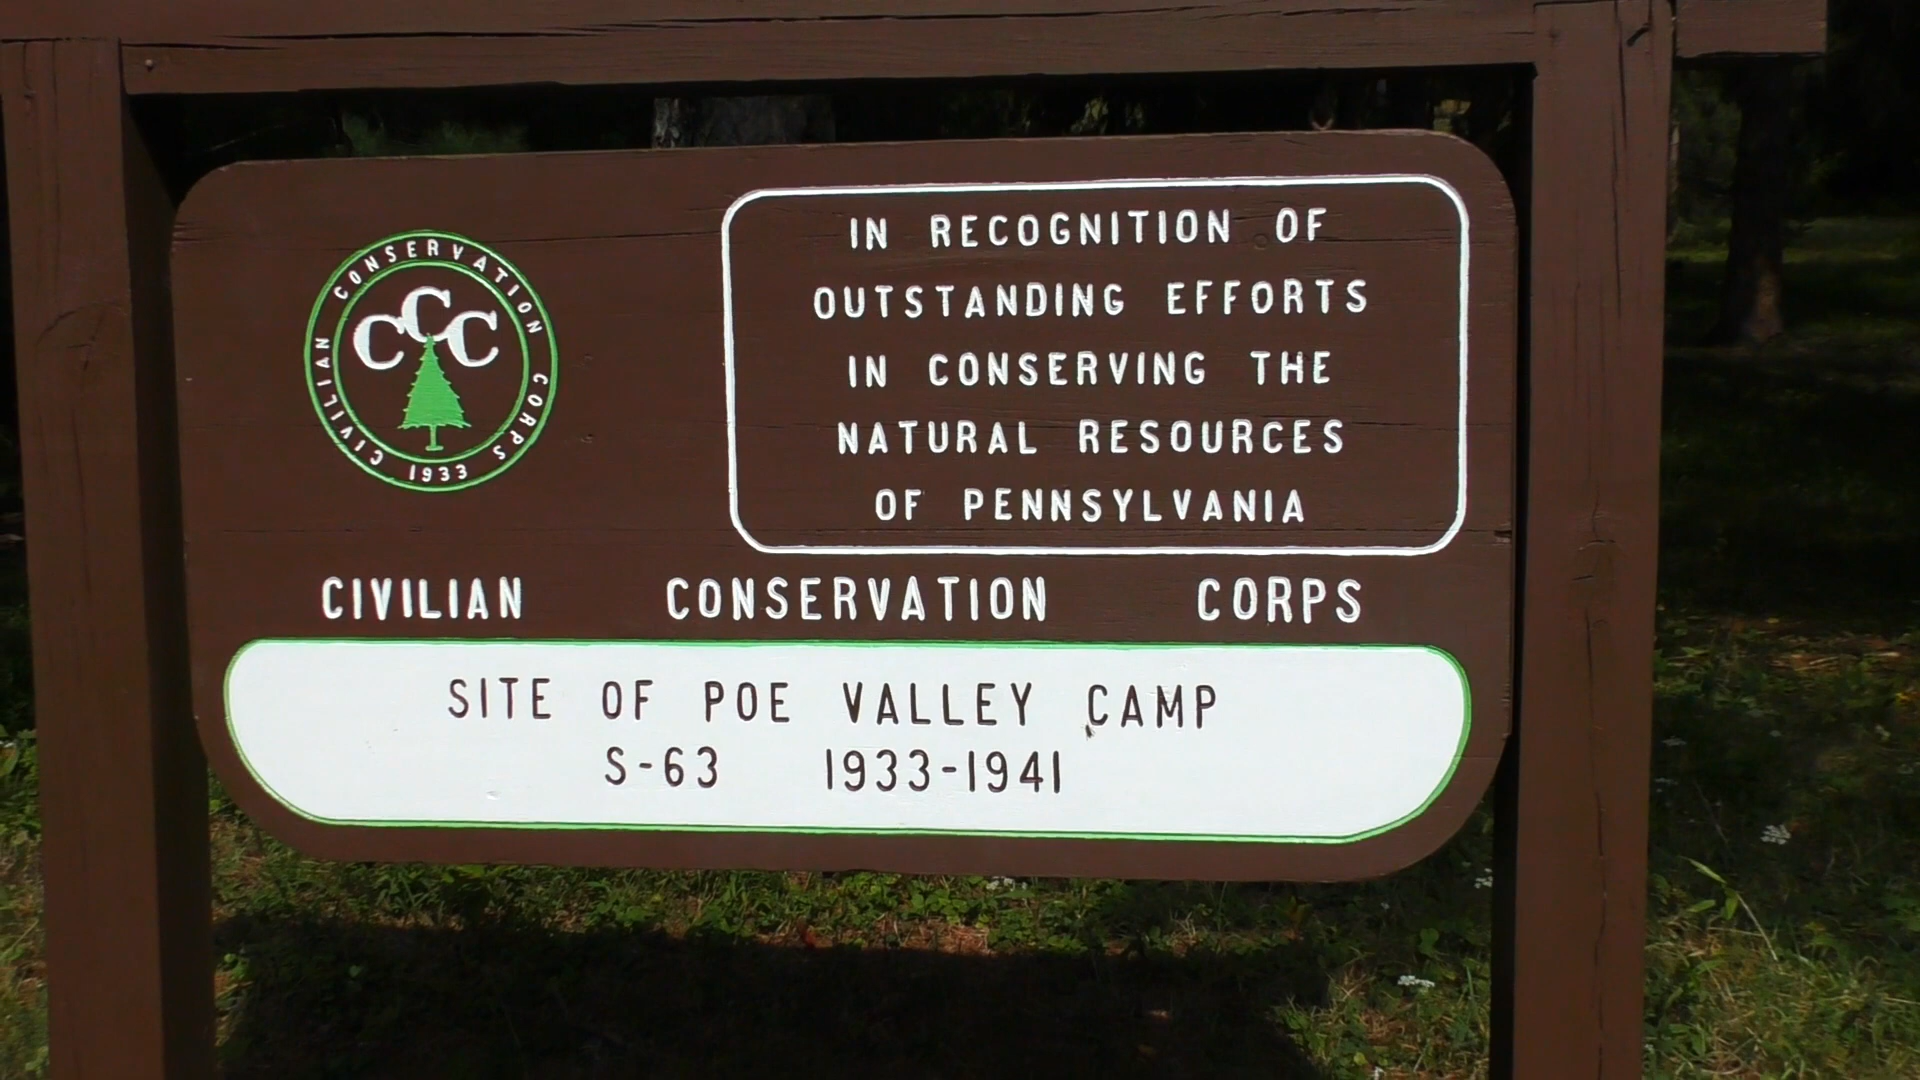 CIVILIAN CONSERVATION CORPS
CCC
1933
IN RECOGNITION OF
OUTSTANDING EFFORTS
IN CONSERVING THE
NATURAL RESOURCES
OF PENNSYLVANIA
CIVILIAN CONSERVATION CORPS
SITE OF POE VALLEY CAMP
S-63 1933-1941